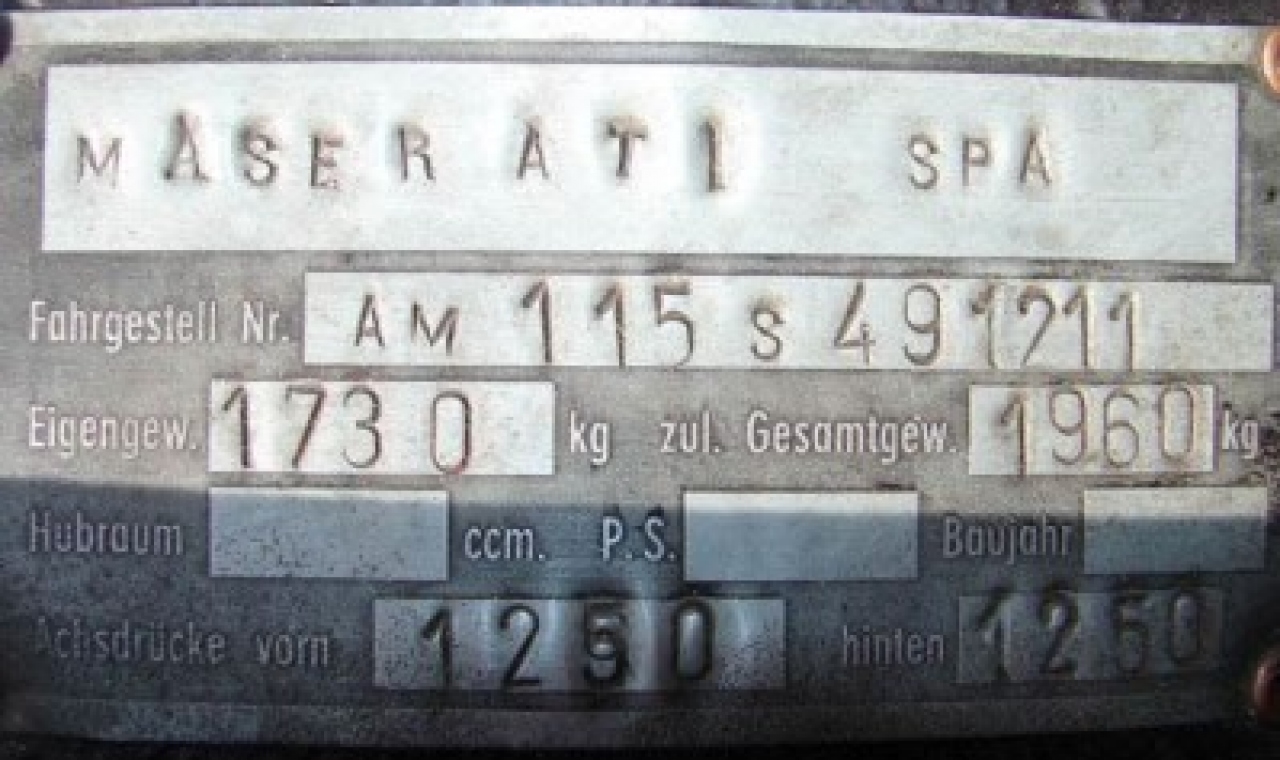 MASERATI SPA
Fahrgestell Nr. AM 115 S 491211
Eigengew. 1730 kg zul. Gesamtgew. 1960 kg
Hubraum ccm. P.S. Baujahr
Achsdrücke vorn 1250 hinten 1250